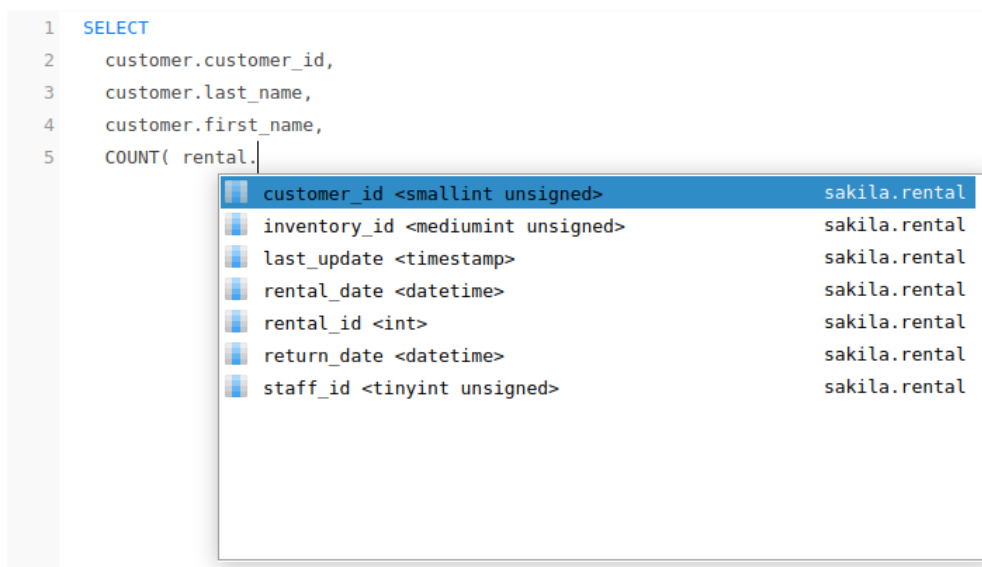 1 SELECT
2 customer.customer_id,
3 customer.last_name,
4 customer.first_name,
5 COUNT( rental.
customer_id <smallint unsigned> sakila.rental
inventory_id <mediumint unsigned> sakila.rental
last_update <timestamp> sakila.rental
rental_date <datetime> sakila.rental
rental_id <int> sakila.rental
return_date <datetime> sakila.rental
staff_id <tinyint unsigned> sakila.rental